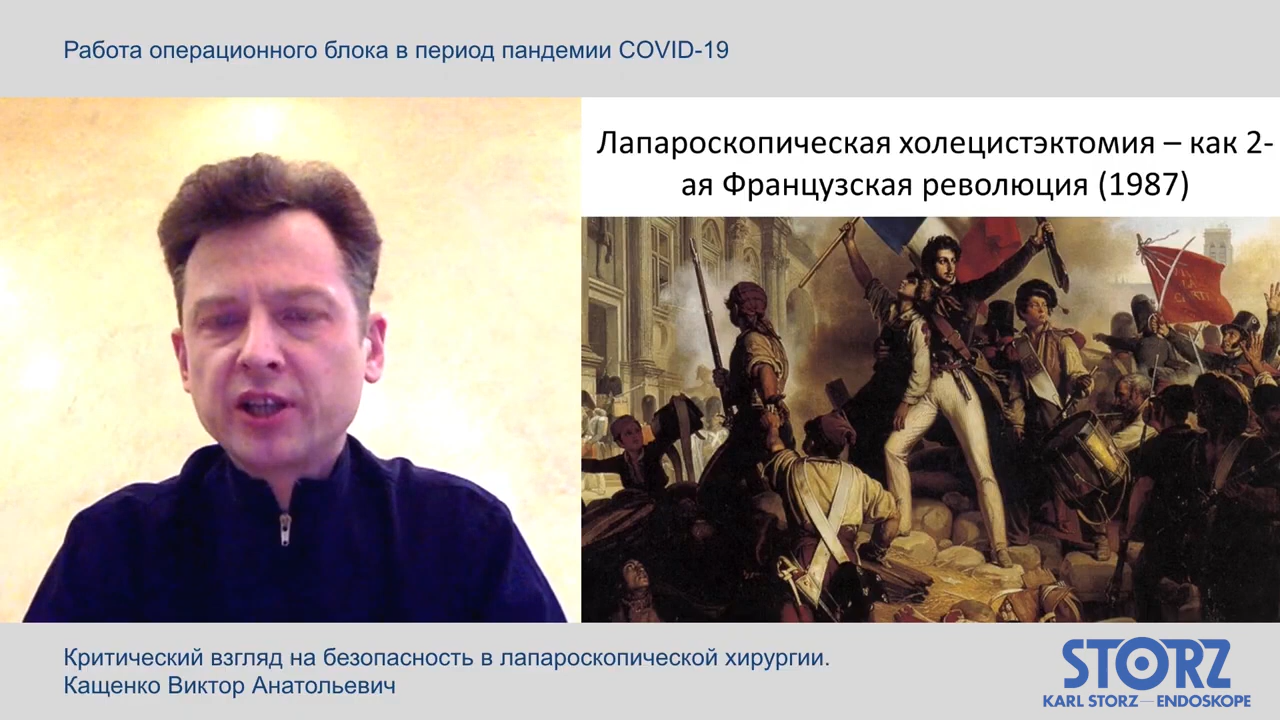 Работа операционного блока в период пандемии COVID-19
Лапароскопическая холецистэктомия – как 2-
ая Французская революция (1987)
Критический взгляд на безопасность в лапароскопической хирургии.
Кащенко Виктор Анатольевич
STORZ
KARL STORZ — ENDOSKOPE